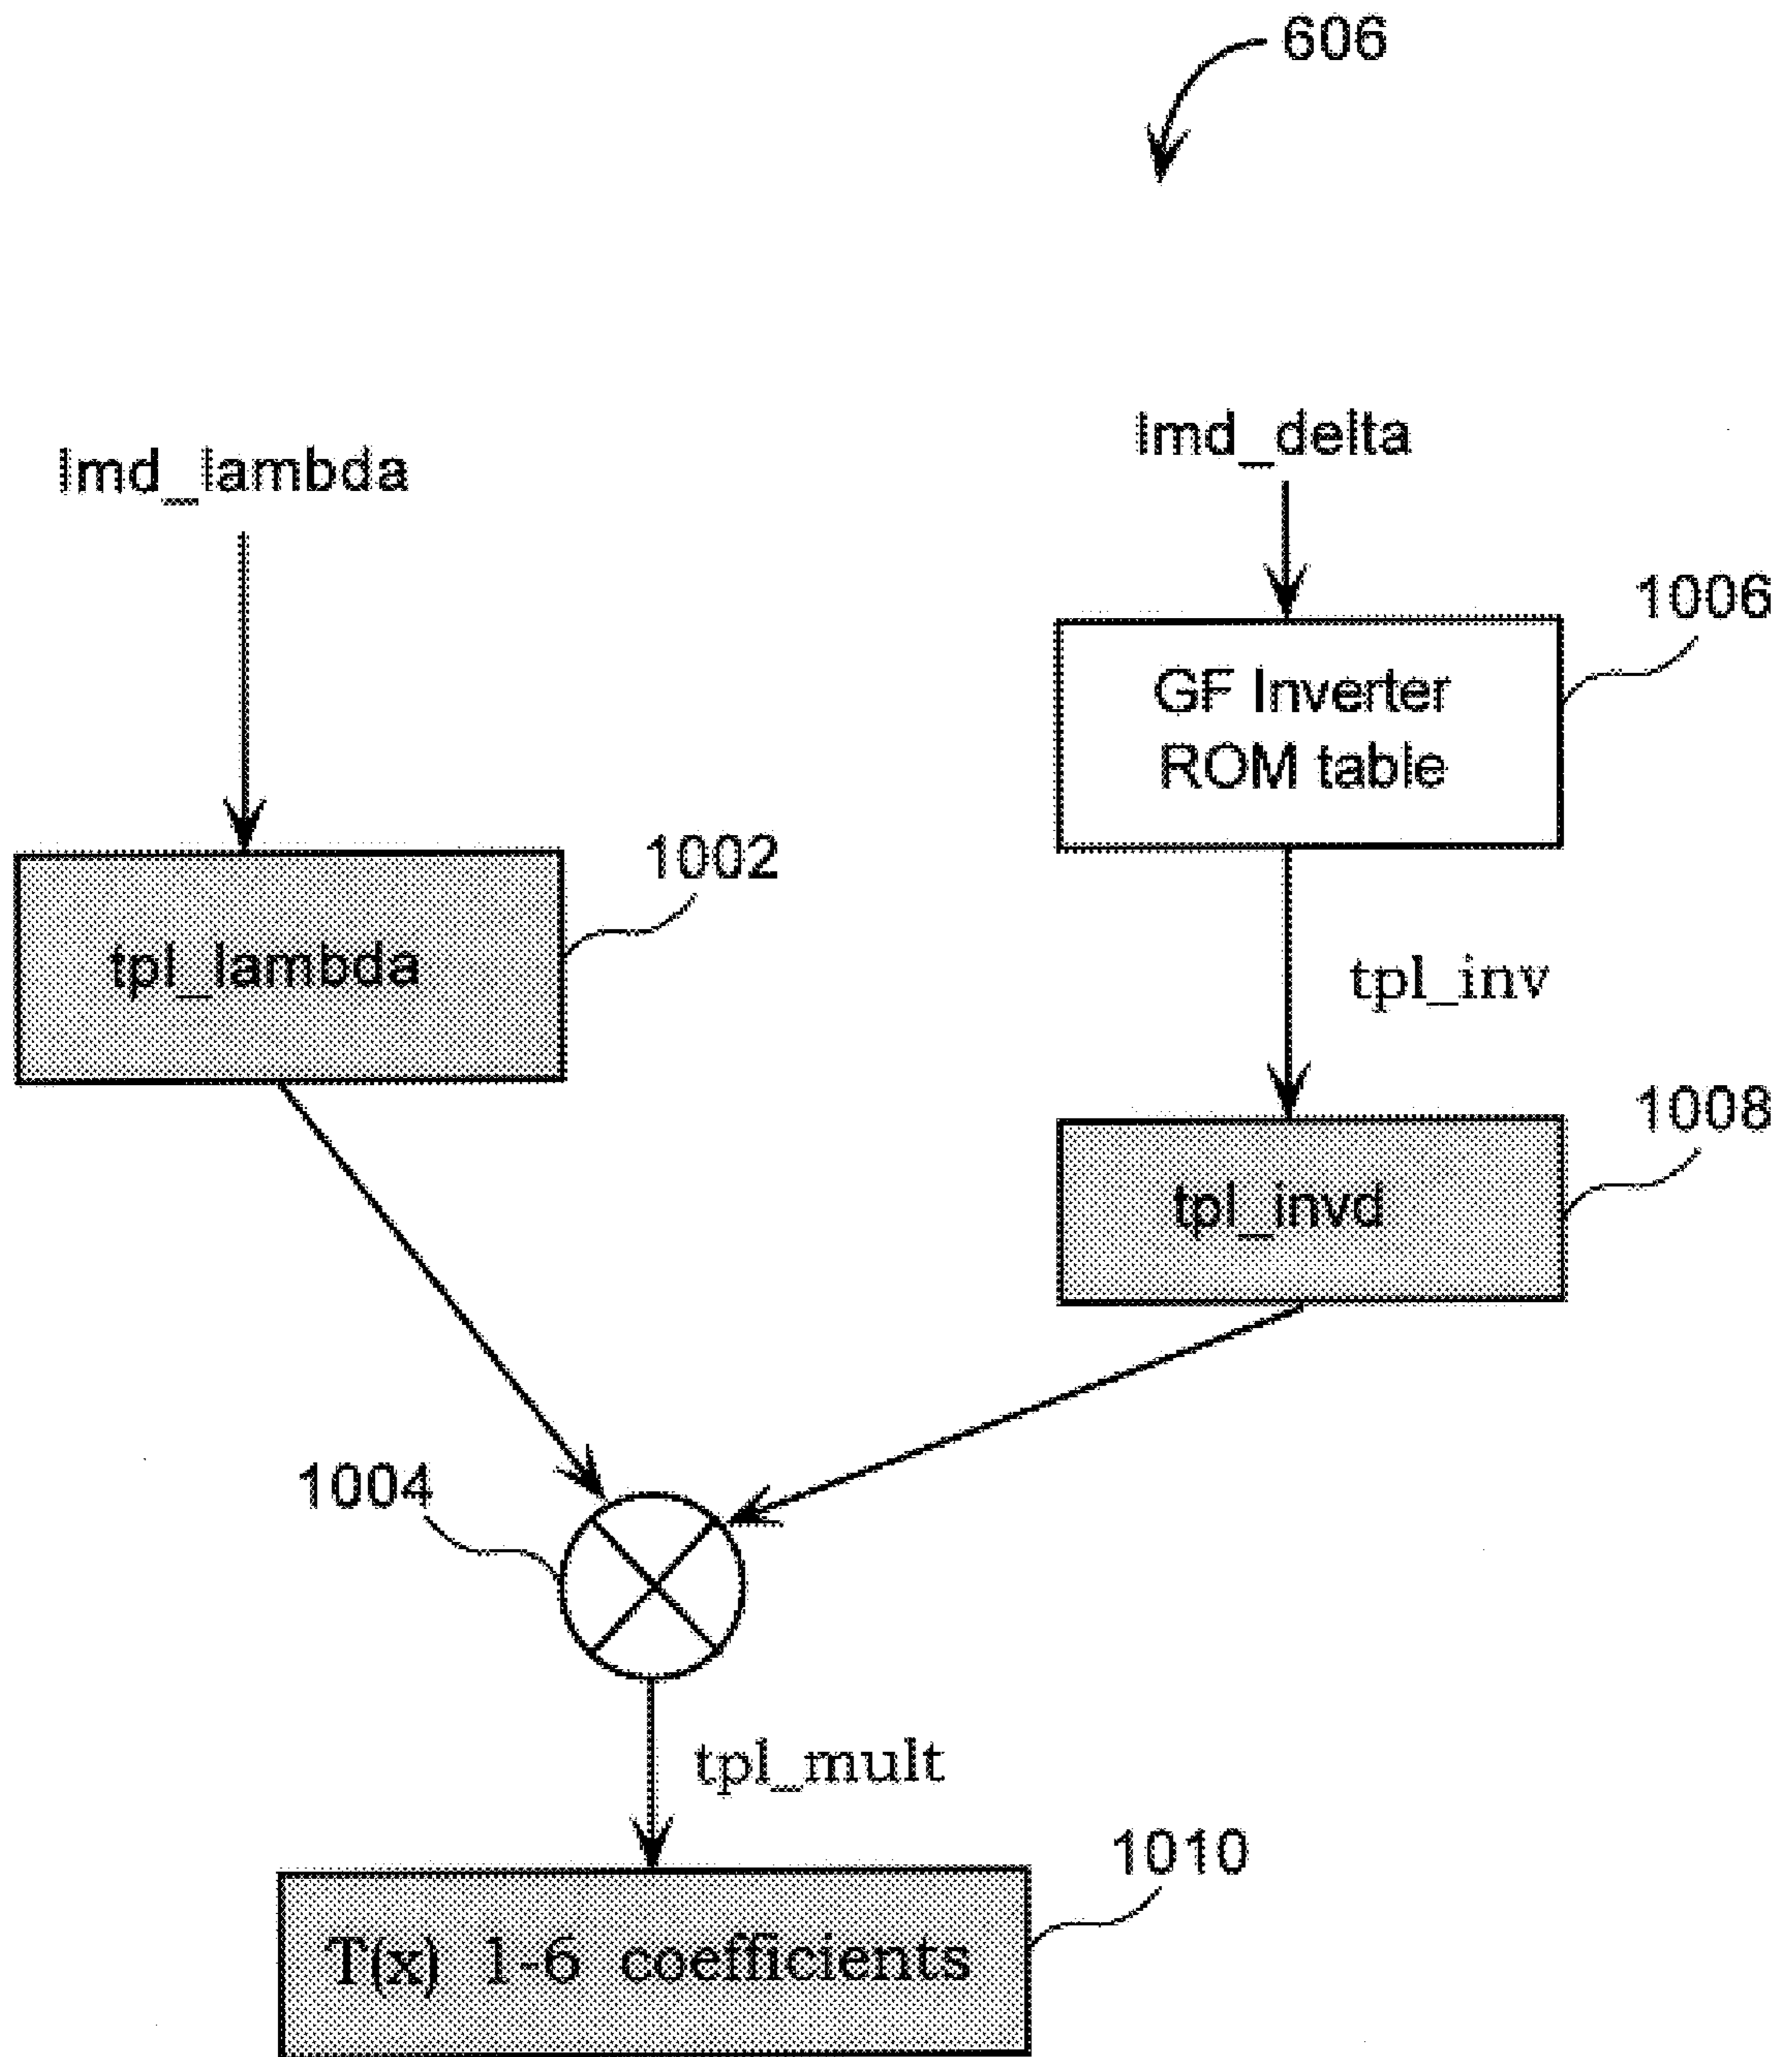 606
lmd_lambda
lmd_delta
1006
GF Inverter
ROM table
1002
tpl_lambda
tpl_inv
1008
tpl_invd
1004
tpl_mult
1010
T(x) 1-6 coefficients